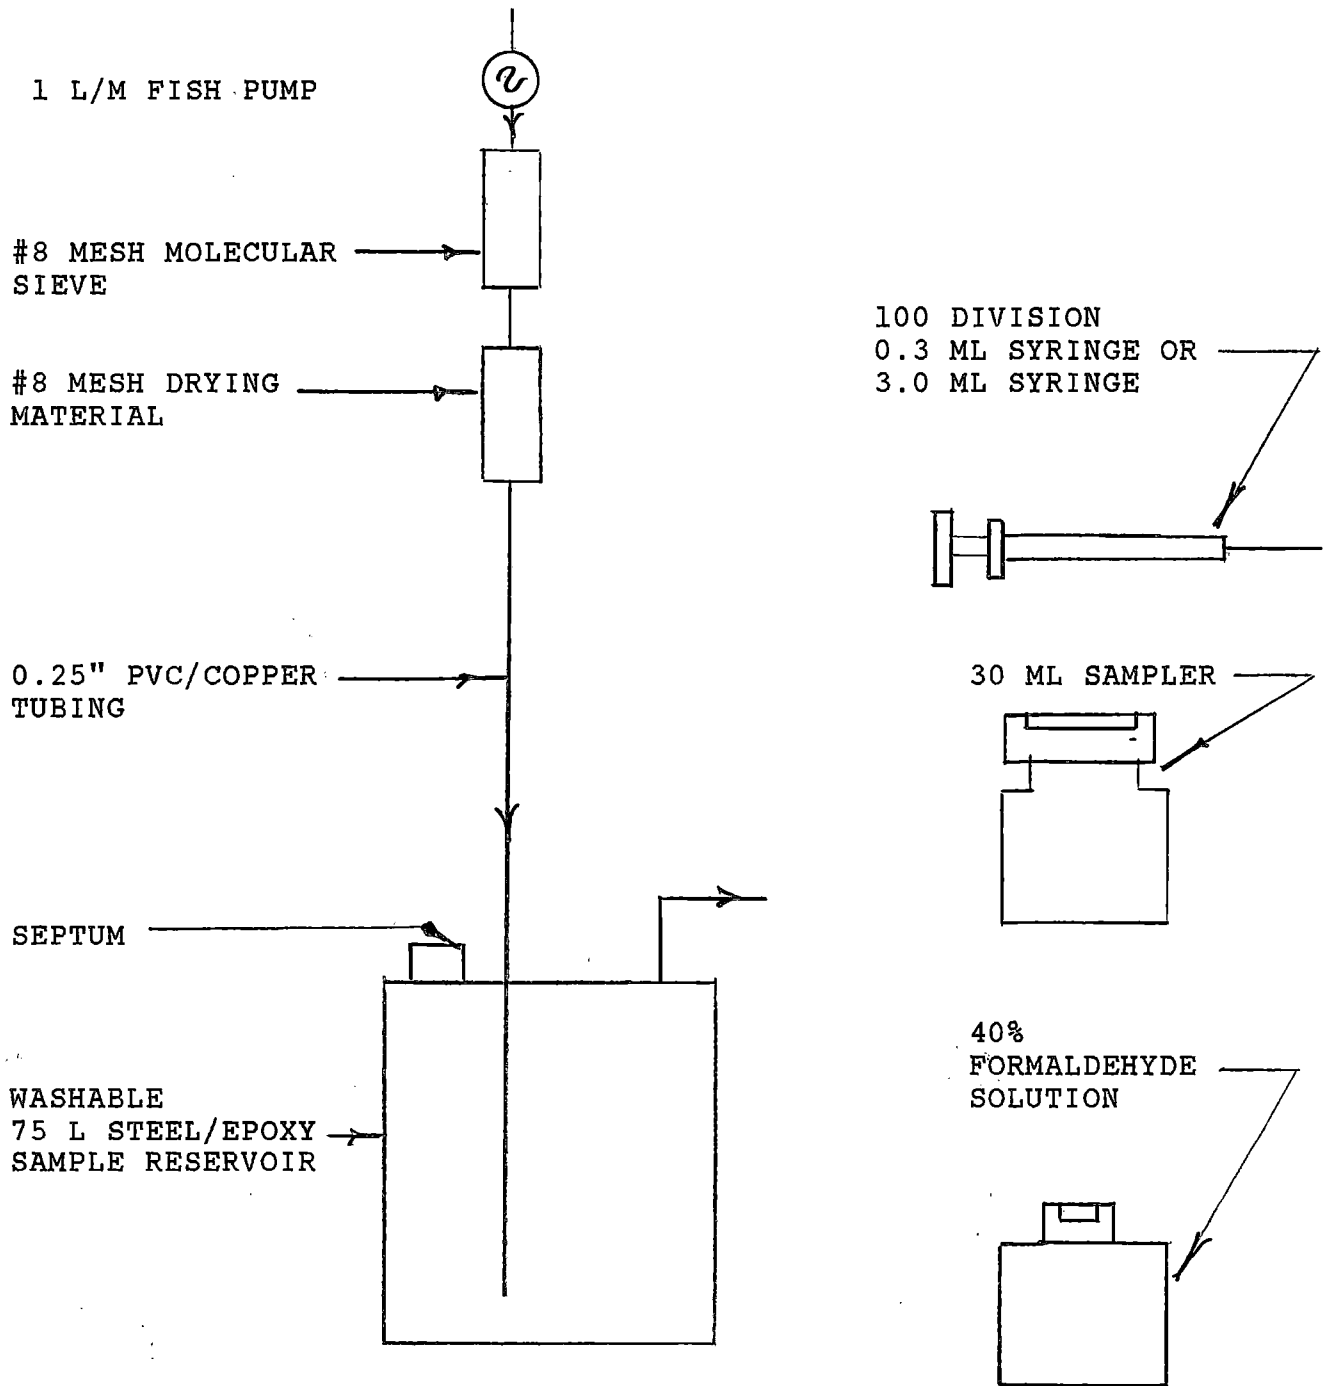 1 L/M FISH PUMP
#8 MESH MOLECULAR
SIEVE
#8 MESH DRYING
MATERIAL
0.25" PVC/COPPER
TUBING
SEPTUM
WASHABLE
75 L STEEL/EPOXY
SAMPLE RESERVOIR
100 DIVISION
0.3 ML SYRINGE OR
3.0 ML SYRINGE
30 ML SAMPLER
40%
FORMALDEHYDE
SOLUTION